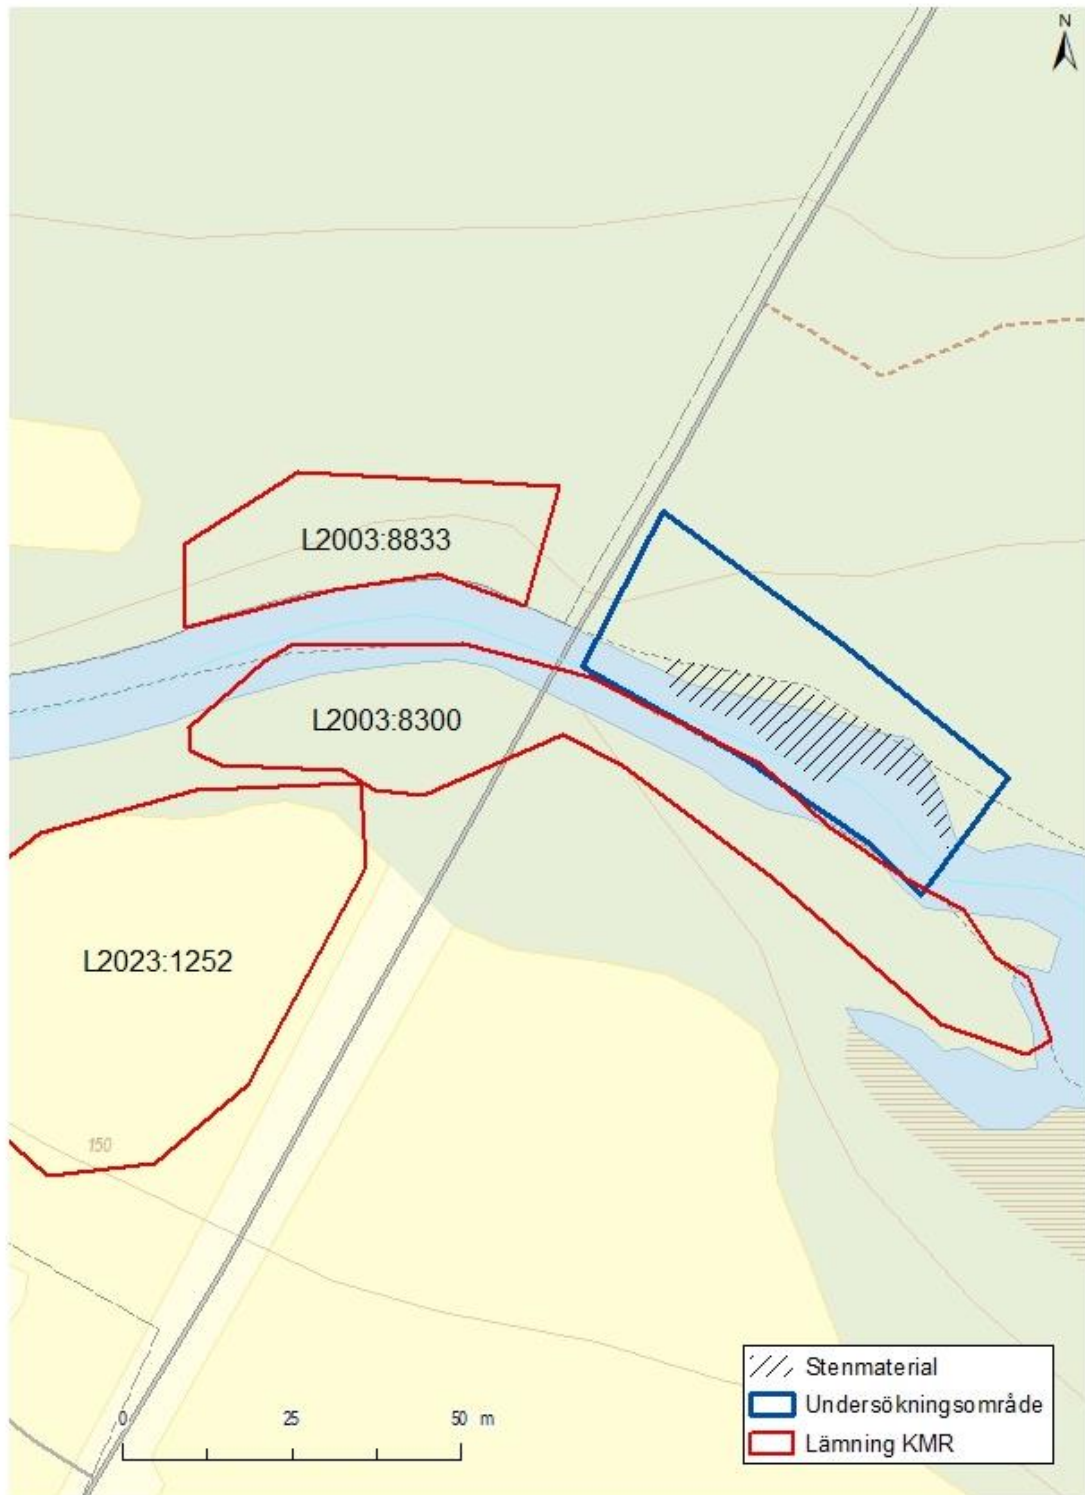 N
L2003:8833
L2003:8300
L2023:1252
150
0 25 50 m
Stenmaterial
Undersökningsområde
Lämning KMR